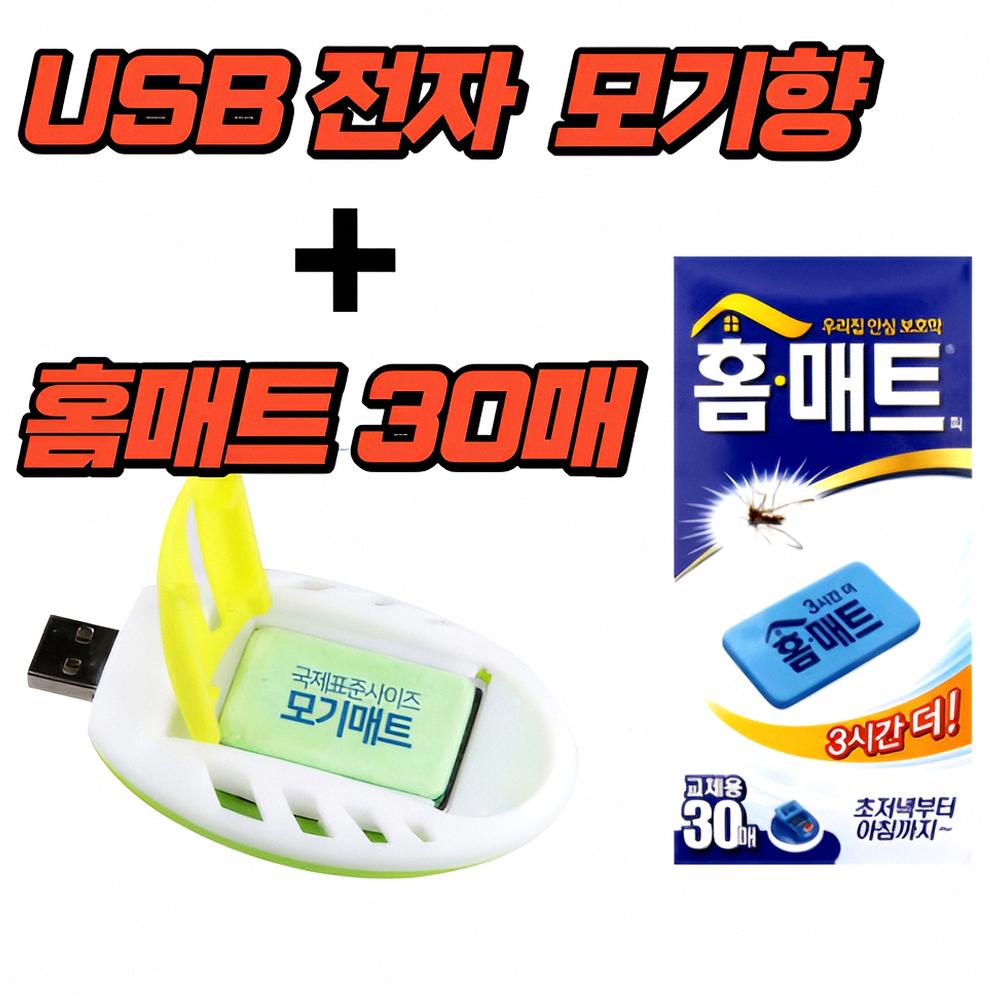 USB 전자 모기향
+
홈매트 30매
우리집 안심 보호막
홈·매트
3시간 더
홈·매트
3시간 더!
교체용
30매
초저녁부터
아침까지~
국제표준사이즈
모기매트